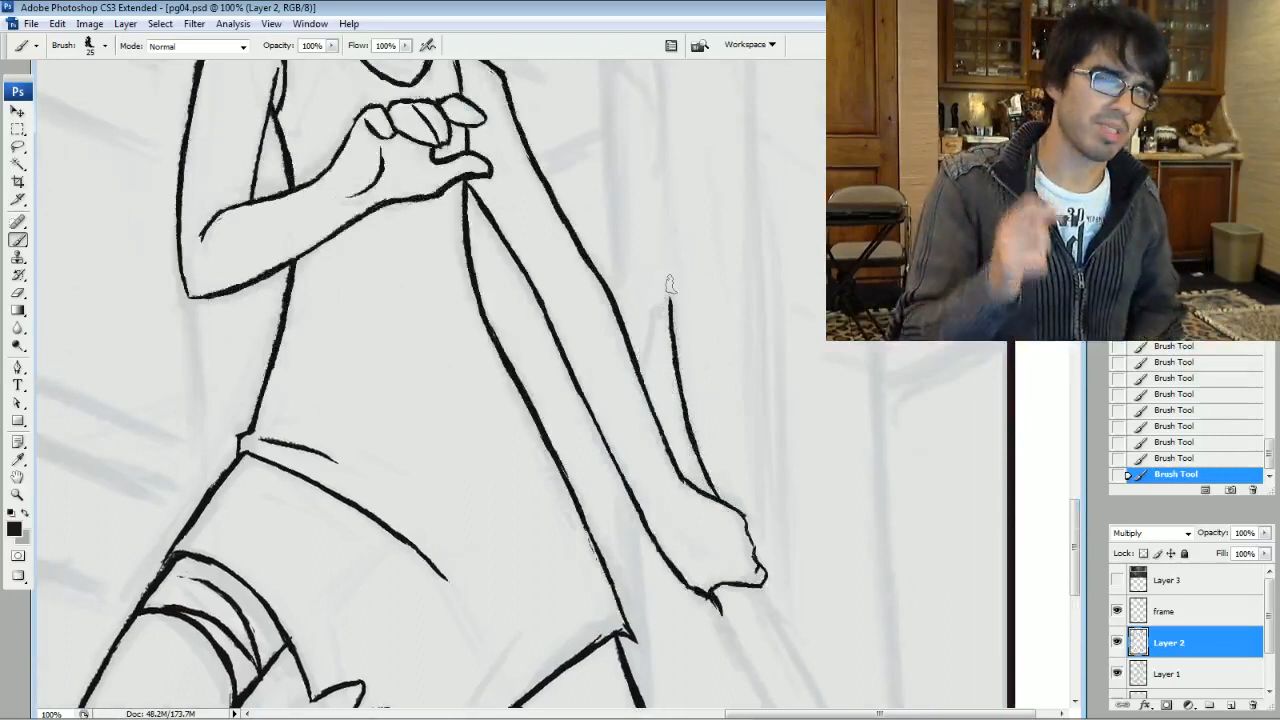 Adobe Photoshop CS3 Extended - [pg04.psd @ 100% (Layer 2, RGB/8)]
File Edit Image Layer Select Filter Analysis View Window Help
Brush: 25 Mode: Normal Opacity: 100% Flow: 100% Workspace
Ps
Brush Tool
Brush Tool
Brush Tool
Brush Tool
Brush Tool
Brush Tool
Brush Tool
Brush Tool
Brush Tool
Multiply Opacity: 100%
Lock: Fill: 100%
Layer 3
frame
Layer 2
Layer 1
100% Doc: 48.2M/173.7M